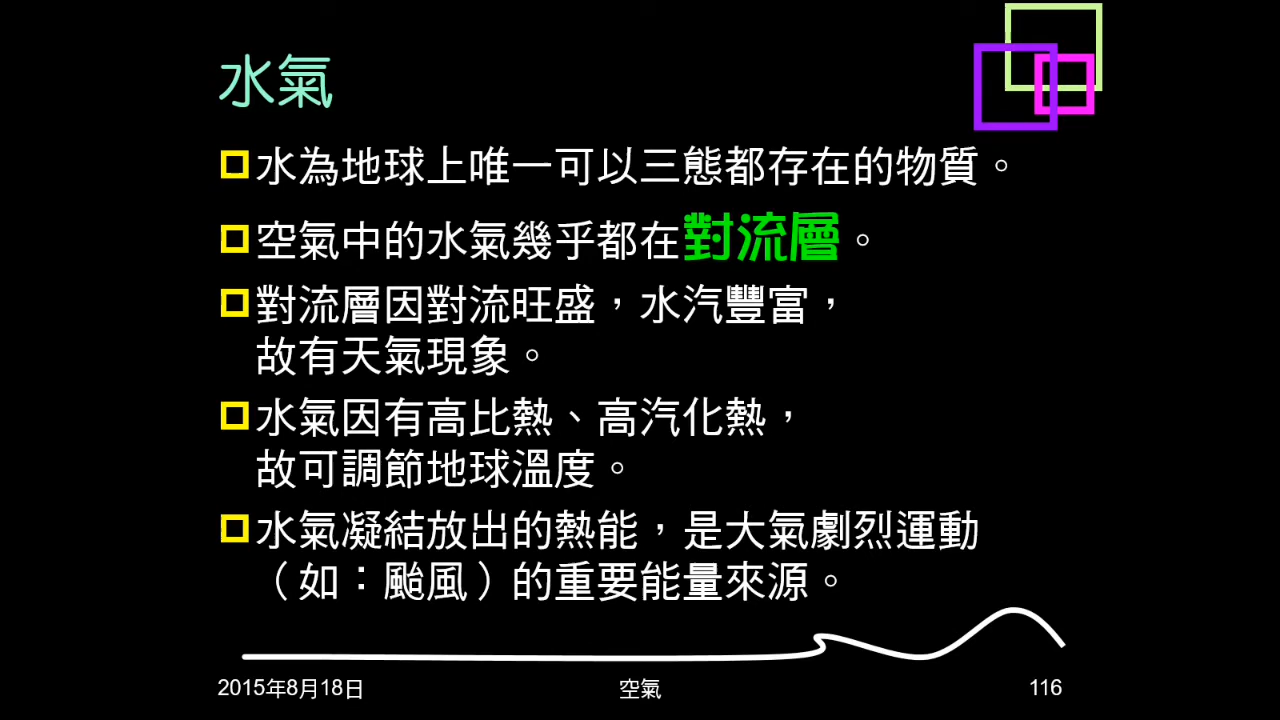 水氣
水為地球上唯一可以三態都存在的物質。
空氣中的水氣幾乎都在對流層。
對流層因對流旺盛，水汽豐富，
故有天氣現象。
水氣因有高比熱、高汽化熱，
故可調節地球溫度。
水氣凝結放出的熱能，是大氣劇烈運動
（如：颱風）的重要能量來源。
2015年8月18日
空氣
116